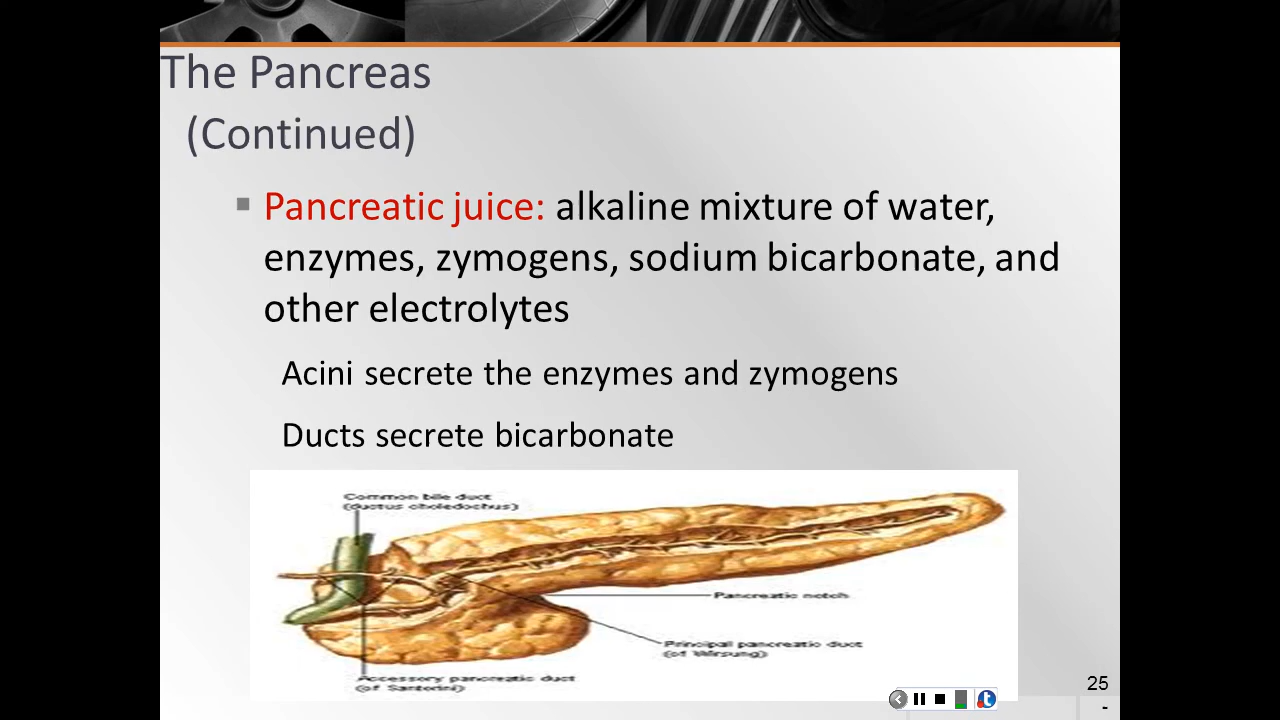 The Pancreas
(Continued)
Pancreatic juice: alkaline mixture of water,
enzymes, zymogens, sodium bicarbonate, and
other electrolytes
Acini secrete the enzymes and zymogens
Ducts secrete bicarbonate
Common bile duct
(ductus choledochus)
Pancreatic notch
Principal pancreatic duct
(of Wirsung)
Accessory pancreatic duct
(of Santorini)
25
-
t